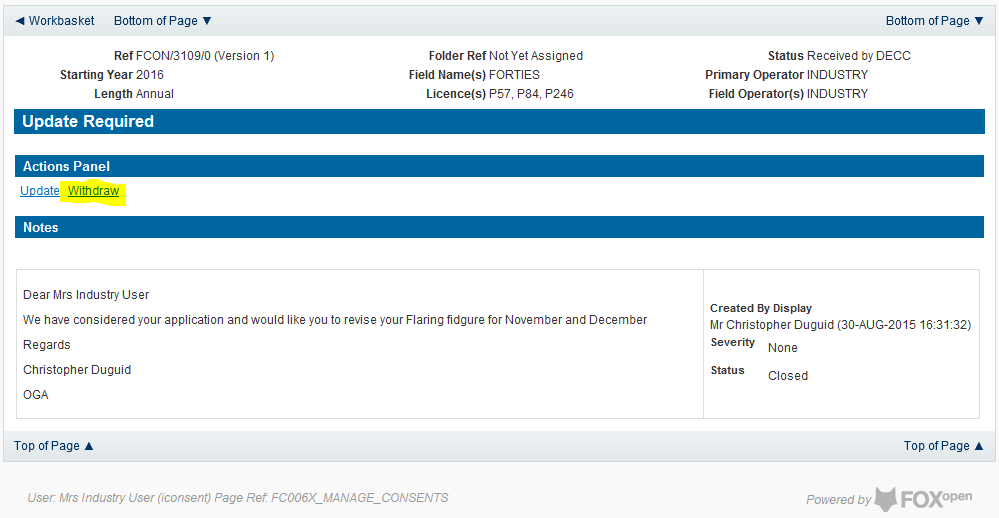 ◄ Workbasket Bottom of Page ▼ Bottom of Page ▼
Ref FCON/3109/0 (Version 1) Folder Ref Not Yet Assigned Status Received by DECC
Starting Year 2016 Field Name(s) FORTIES Primary Operator INDUSTRY
Length Annual Licence(s) P57, P84, P246 Field Operator(s) INDUSTRY
Update Required
Actions Panel
Update Withdraw
Notes
Dear Mrs Industry User
We have considered your application and would like you to revise your Flaring fidgure for November and December
Regards
Christopher Duguid
OGA
Created By Display
Mr Christopher Duguid (30-AUG-2015 16:31:32)
Severity None
Status Closed
Top of Page ▲ Top of Page ▲
User: Mrs Industry User (iconsent) Page Ref: FC006X_MANAGE_CONSENTS
Powered by FOXopen